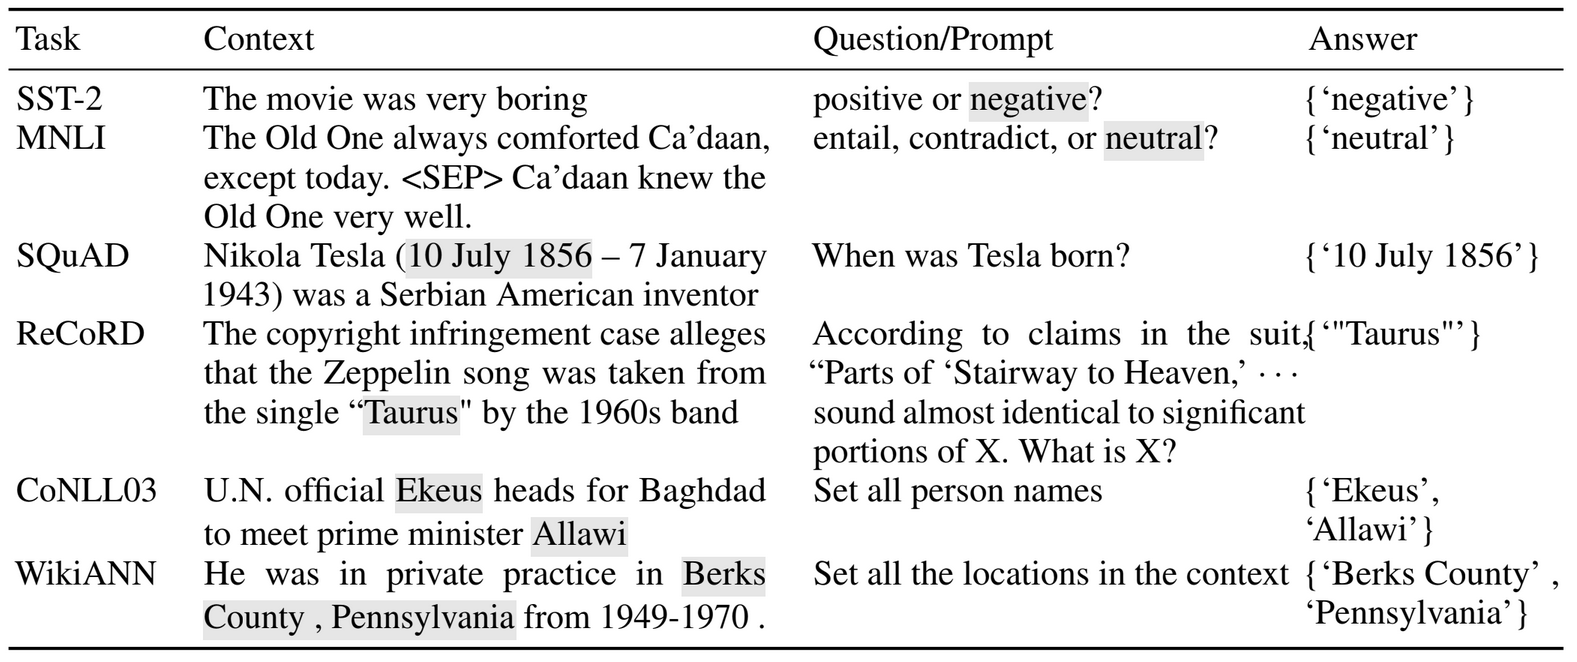 Task Context Question/Prompt Answer
SST-2 The movie was very boring positive or negative? {‘negative’}
MNLI The Old One always comforted Ca’daan, entail, contradict, or neutral? {‘neutral’}
except today. <SEP> Ca’daan knew the
Old One very well.
SQuAD Nikola Tesla (10 July 1856 – 7 January When was Tesla born? {‘10 July 1856’}
1943) was a Serbian American inventor
ReCoRD The copyright infringement case alleges According to claims in the suit, {‘"Taurus"’}
that the Zeppelin song was taken from “Parts of ‘Stairway to Heaven,’ · · ·
the single “Taurus" by the 1960s band sound almost identical to significant
portions of X. What is X?
CoNLL03 U.N. official Ekeus heads for Baghdad Set all person names {‘Ekeus’,
to meet prime minister Allawi ‘Allawi’}
WikiANN He was in private practice in Berks Set all the locations in the context {‘Berks County’ ,
County , Pennsylvania from 1949-1970 . ‘Pennsylvania’}